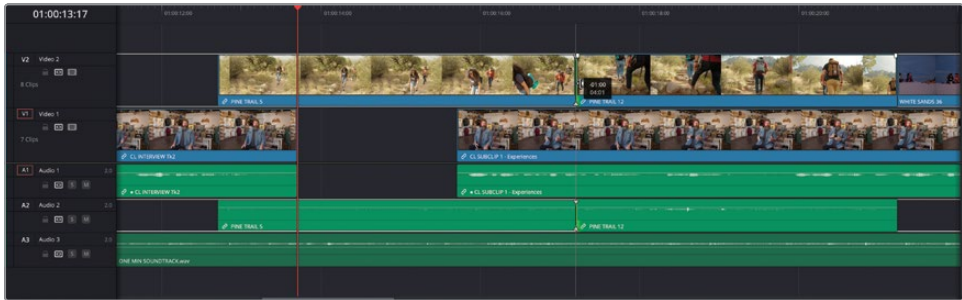 01:00:13:17
01:00:12:00 01:00:14:00 01:00:16:00 01:00:18:00 01:00:20:00
V2 Video 2
8 Clips
PINE TRAIL 5
-01:00
04:01
PINE TRAIL 12
WHITE SANDS 36
V1 Video 1
7 Clips
CL INTERVIEW TK2
CL SUBCLIP 1 - Experiences
A1 Audio 1 2.0
S M
CL INTERVIEW TK2
CL SUBCLIP 1 - Experiences
A2 Audio 2 2.0
S M
PINE TRAIL 5
PINE TRAIL 12
A3 Audio 3 2.0
S M
ONE MIN SOUNDTRACK.wav